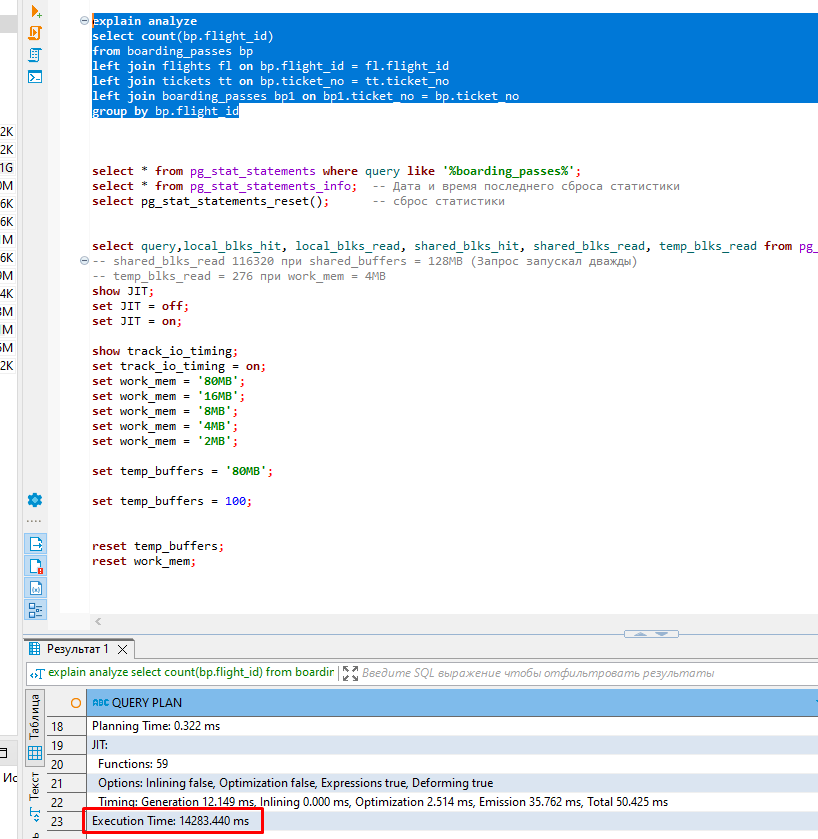 explain analyze
select count(bp.flight_id)
from boarding_passes bp
left join flights fl on bp.flight_id = fl.flight_id
left join tickets tt on bp.ticket_no = tt.ticket_no
left join boarding_passes bp1 on bp1.ticket_no = bp.ticket_no
group by bp.flight_id
select * from pg_stat_statements where query like '%boarding_passes%';
select * from pg_stat_statements_info;  -- Дата и время последнего сброса статистики
select pg_stat_statements_reset();      -- сброс статистики
select query,local_blks_hit, local_blks_read, shared_blks_hit, shared_blks_read, temp_blks_read from pg_
-- shared_blks_read 116320 при shared_buffers = 128MB (Запрос запускал дважды)
-- temp_blks_read = 276 при work_mem = 4MB
show JIT;
set JIT = off;
set JIT = on;
show track_io_timing;
set track_io_timing = on;
set work_mem = '80MB';
set work_mem = '16MB';
set work_mem = '8MB';
set work_mem = '4MB';
set work_mem = '2MB';
set temp_buffers = '80MB';
set temp_buffers = 100;
reset temp_buffers;
reset work_mem;
2K
2K
1G
6K
6K
6K
4K
2K
Результат 1
explain analyze select count(bp.flight_id) from boardin
Введите SQL выражение чтобы отфильтровать результаты
Таблица
Текст
ABC QUERY PLAN
18 Planning Time: 0.322 ms
19 JIT:
20 Functions: 59
21 Options: Inlining false, Optimization false, Expressions true, Deforming true
22 Timing: Generation 12.149 ms, Inlining 0.000 ms, Optimization 2.514 ms, Emission 35.762 ms, Total 50.425 ms
23 Execution Time: 14283.440 ms
Ис